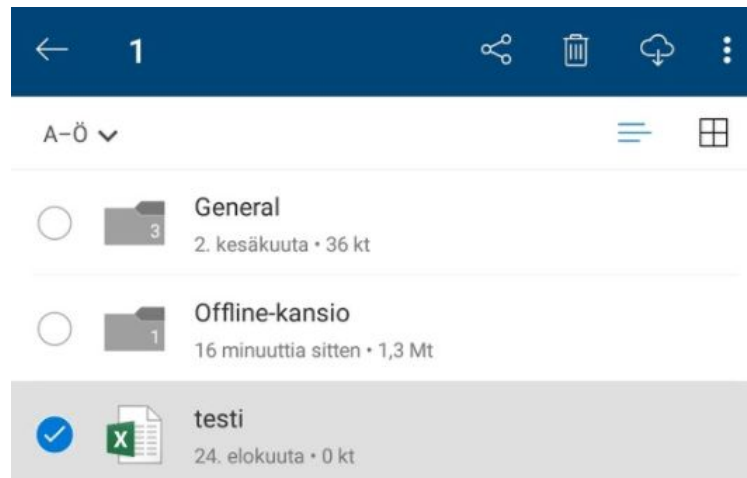 1
A–Ö
General
3
2. kesäkuuta • 36 kt
Offline-kansio
1
16 minuuttia sitten • 1,3 Mt
testi
X
24. elokuuta • 0 kt